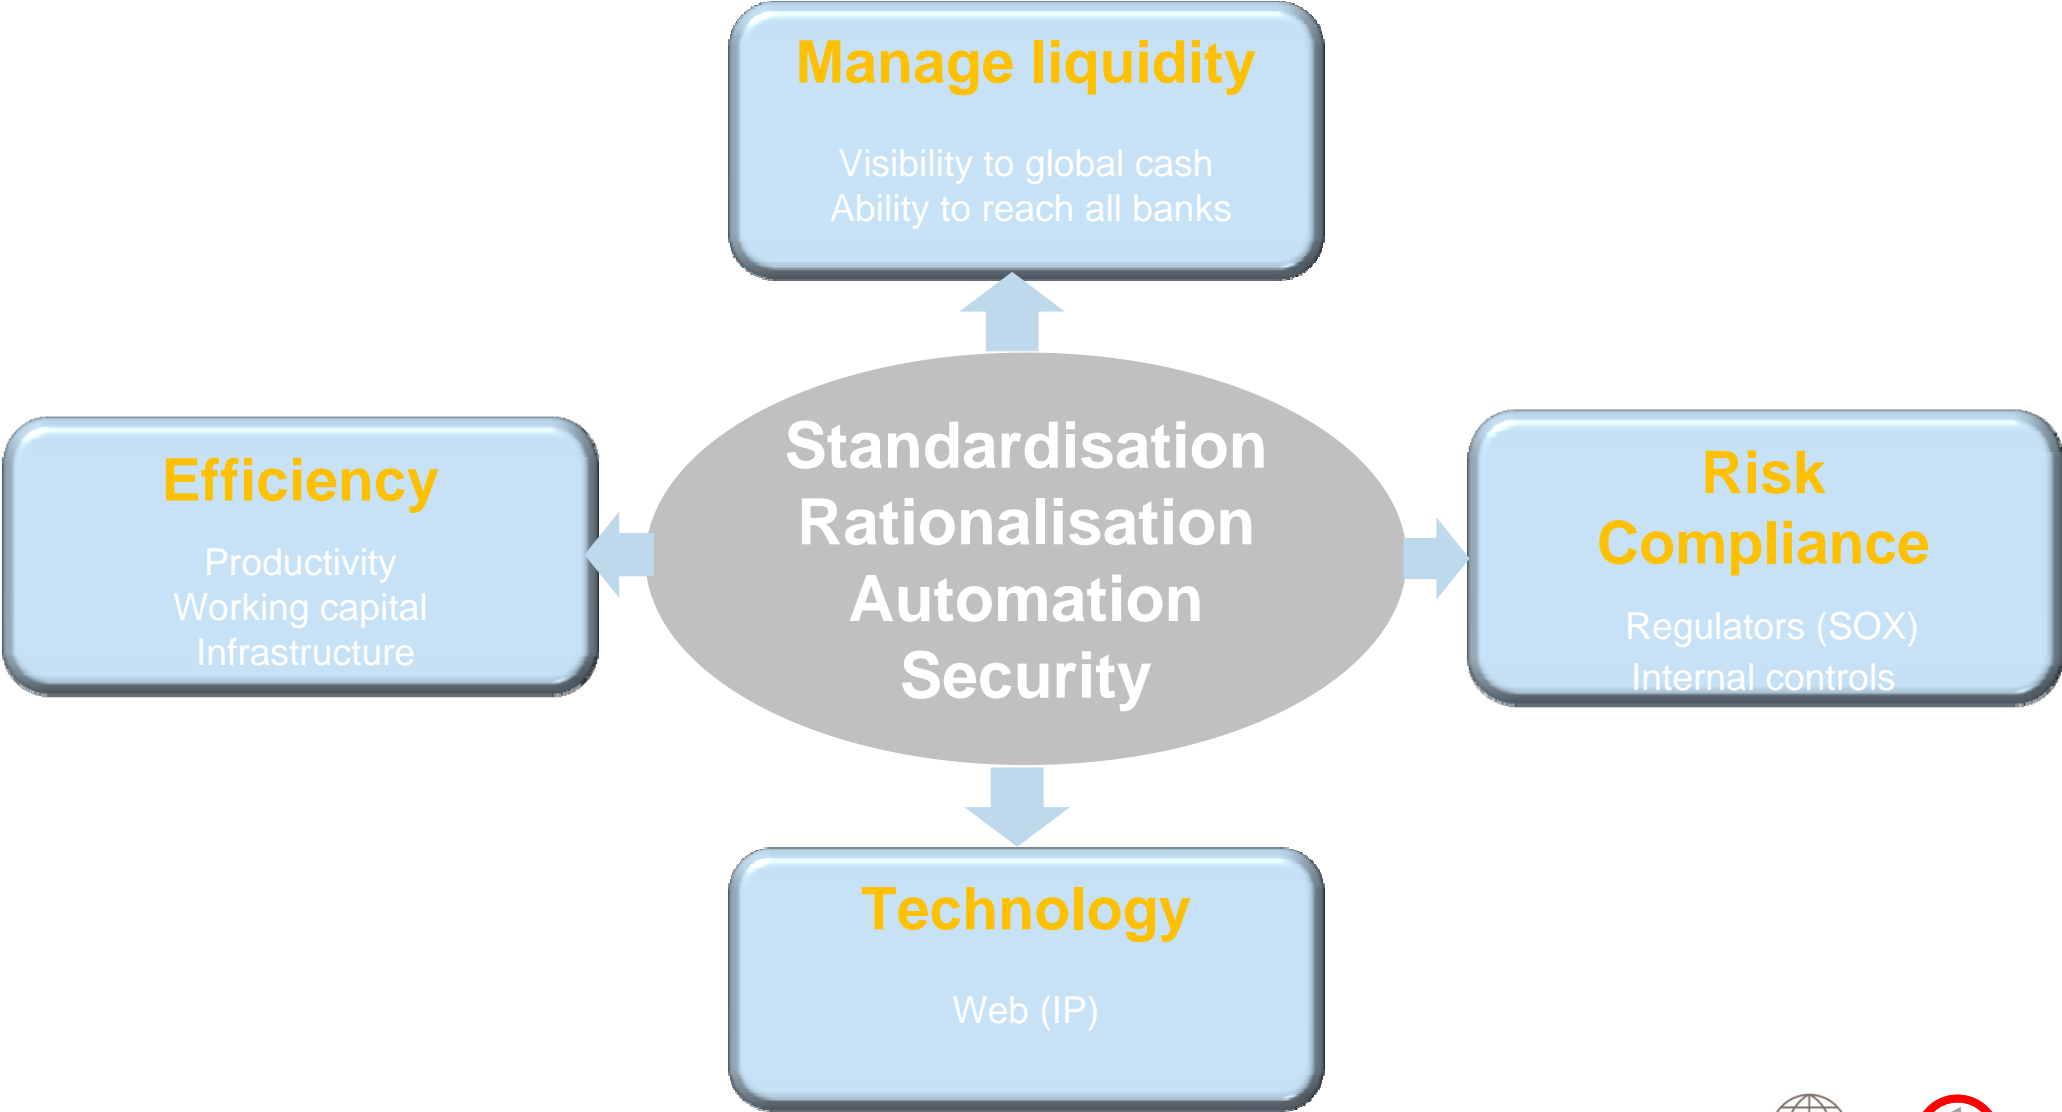 Manage liquidity
Visibility to global cash
Ability to reach all banks
Efficiency
Productivity
Working capital
Infrastructure
Standardisation
Rationalisation
Automation
Security
Risk
Compliance
Regulators (SOX)
Internal controls
Technology
Web (IP)